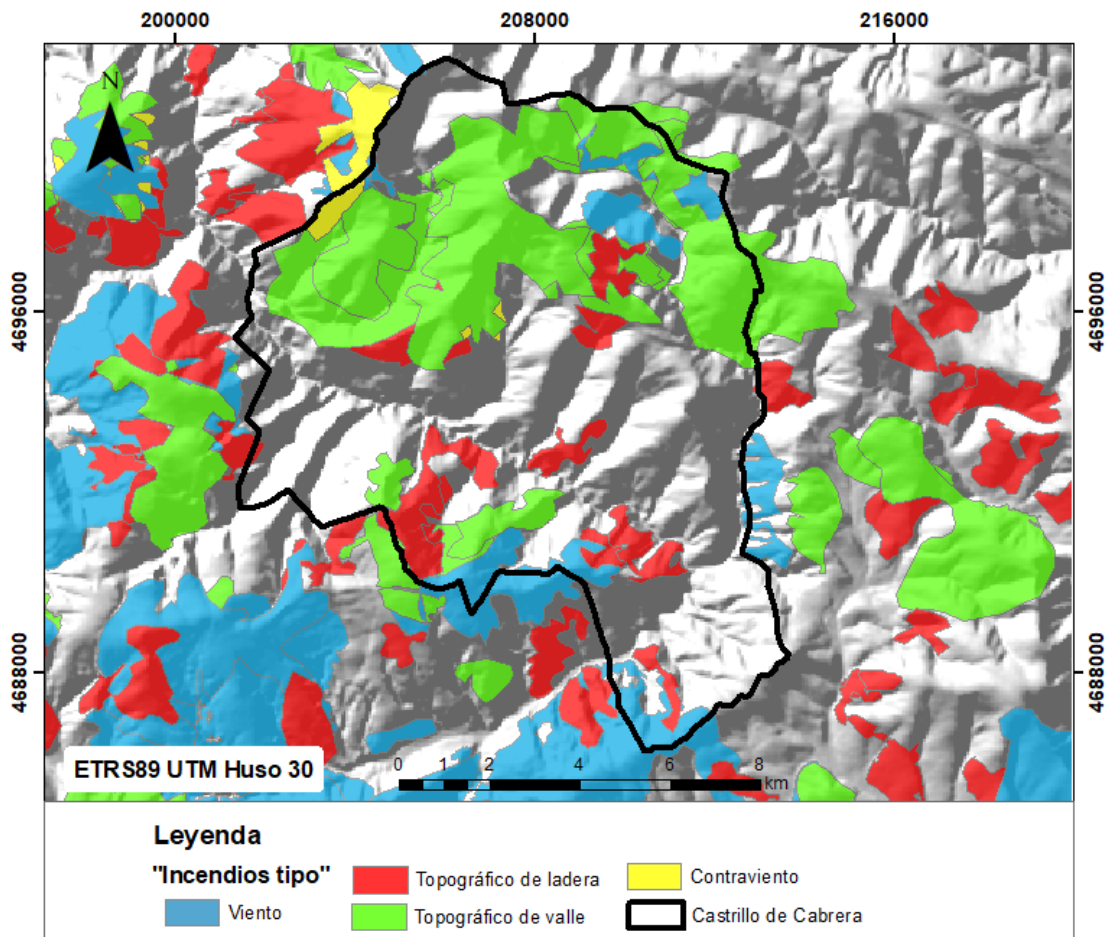 200000 208000 216000
N
4696000 4696000
4688000 4688000
ETRS89 UTM Huso 30
0 1 2 4 6 8
km
Leyenda
"Incendios tipo"
Topográfico de ladera
Contraviento
Viento
Topográfico de valle
Castrillo de Cabrera